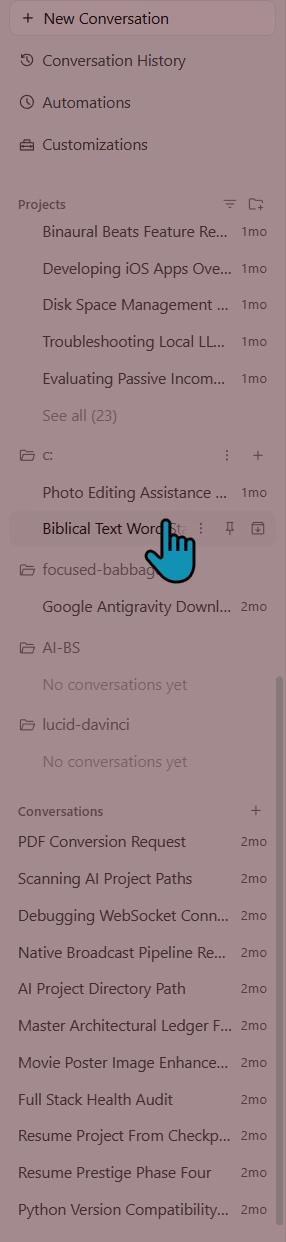 New Conversation
Conversation History
Automations
Customizations
Projects
Binaural Beats Feature Re... 1mo
Developing iOS Apps Ove... 1mo
Disk Space Management ... 1mo
Troubleshooting Local LL... 1mo
Evaluating Passive Incom... 1mo
See all (23)
c:
Photo Editing Assistance ... 1mo
Biblical Text Word
focused-babbag
Google Antigravity Downl... 2mo
AI-BS
No conversations yet
lucid-davinci
No conversations yet
Conversations
PDF Conversion Request 2mo
Scanning AI Project Paths 2mo
Debugging WebSocket Conn... 2mo
Native Broadcast Pipeline Re... 2mo
AI Project Directory Path 2mo
Master Architectural Ledger F... 2mo
Movie Poster Image Enhance... 2mo
Full Stack Health Audit 2mo
Resume Project From Checkp... 2mo
Resume Prestige Phase Four 2mo
Python Version Compatibility... 2mo